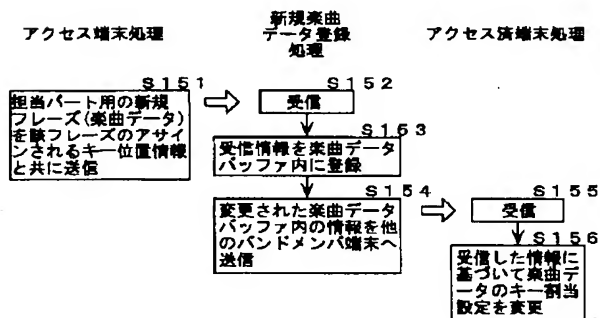 アクセス端末処理
新規楽曲
データ登録
処理
アクセス済端末処理
S151
担当パート用の新規
フレーズ(楽曲データ)
を該フレーズのアサイ
ンされるキー位置情報
と共に送信
S152
受信
S153
受信情報を楽曲データ
バッファ内に登録
S154
変更された楽曲データ
バッファ内の情報を他
のバンドメンバ端末へ
送信
S155
受信
S156
受信した情報に
基づいて楽曲デ
ータのキー割当
設定を変更